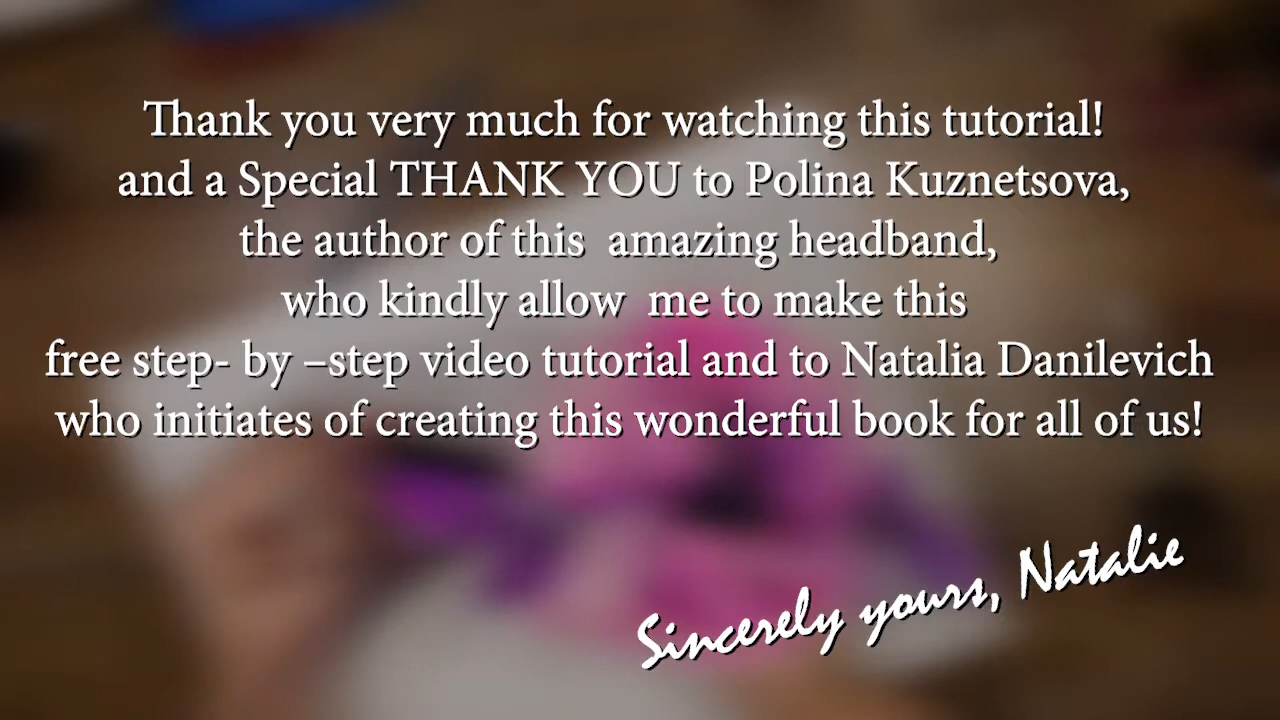 Thank you very much for watching this tutorial!
and a Special THANK YOU to Polina Kuznetsova,
the author of this  amazing headband,
who kindly allow  me to make this
free step- by –step video tutorial and to Natalia Danilevich
who initiates of creating this wonderful book for all of us!
Sincerely yours, Natalie